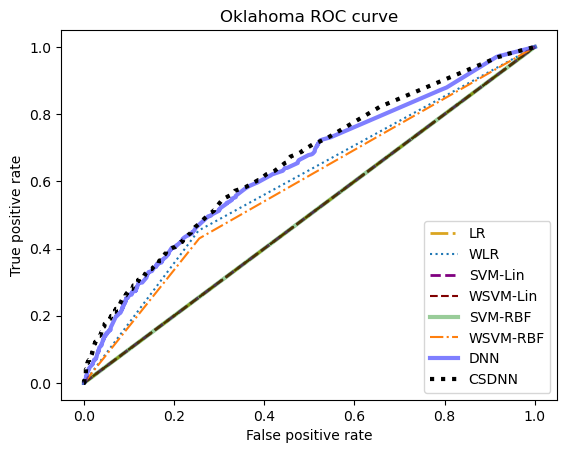 Oklahoma ROC curve
True positive rate
1.0
0.8
0.6
0.4
0.2
0.0
LR
WLR
SVM-Lin
WSVM-Lin
SVM-RBF
WSVM-RBF
DNN
CSDNN
0.0 0.2 0.4 0.6 0.8 1.0
False positive rate